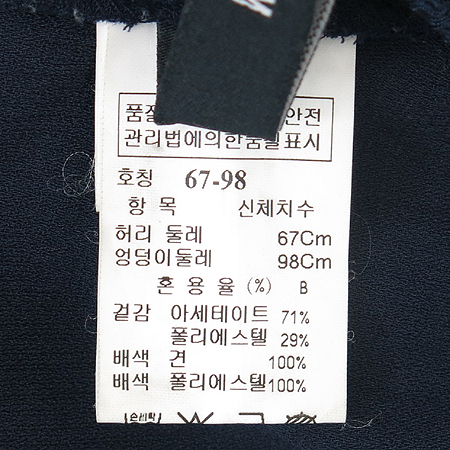 품질 안전
관리법에의한품질표시
호칭 67-98
항 목 신체치수
허리 둘레 67Cm
엉덩이둘레 98Cm
혼 용 율 (%) B
겉감 아세테이트 71%
폴리에스텔 29%
배색 견 100%
배색 폴리에스텔 100%
손세탁